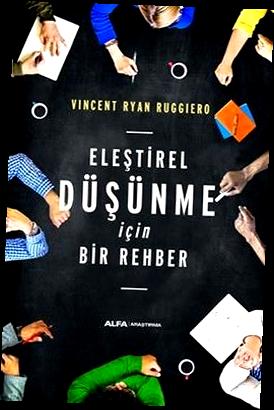 VINCENT RYAN RUGGIERO
ELEŞTİREL
DÜŞÜNME
için
BİR REHBER
ALFA | ARAŞTIRMA